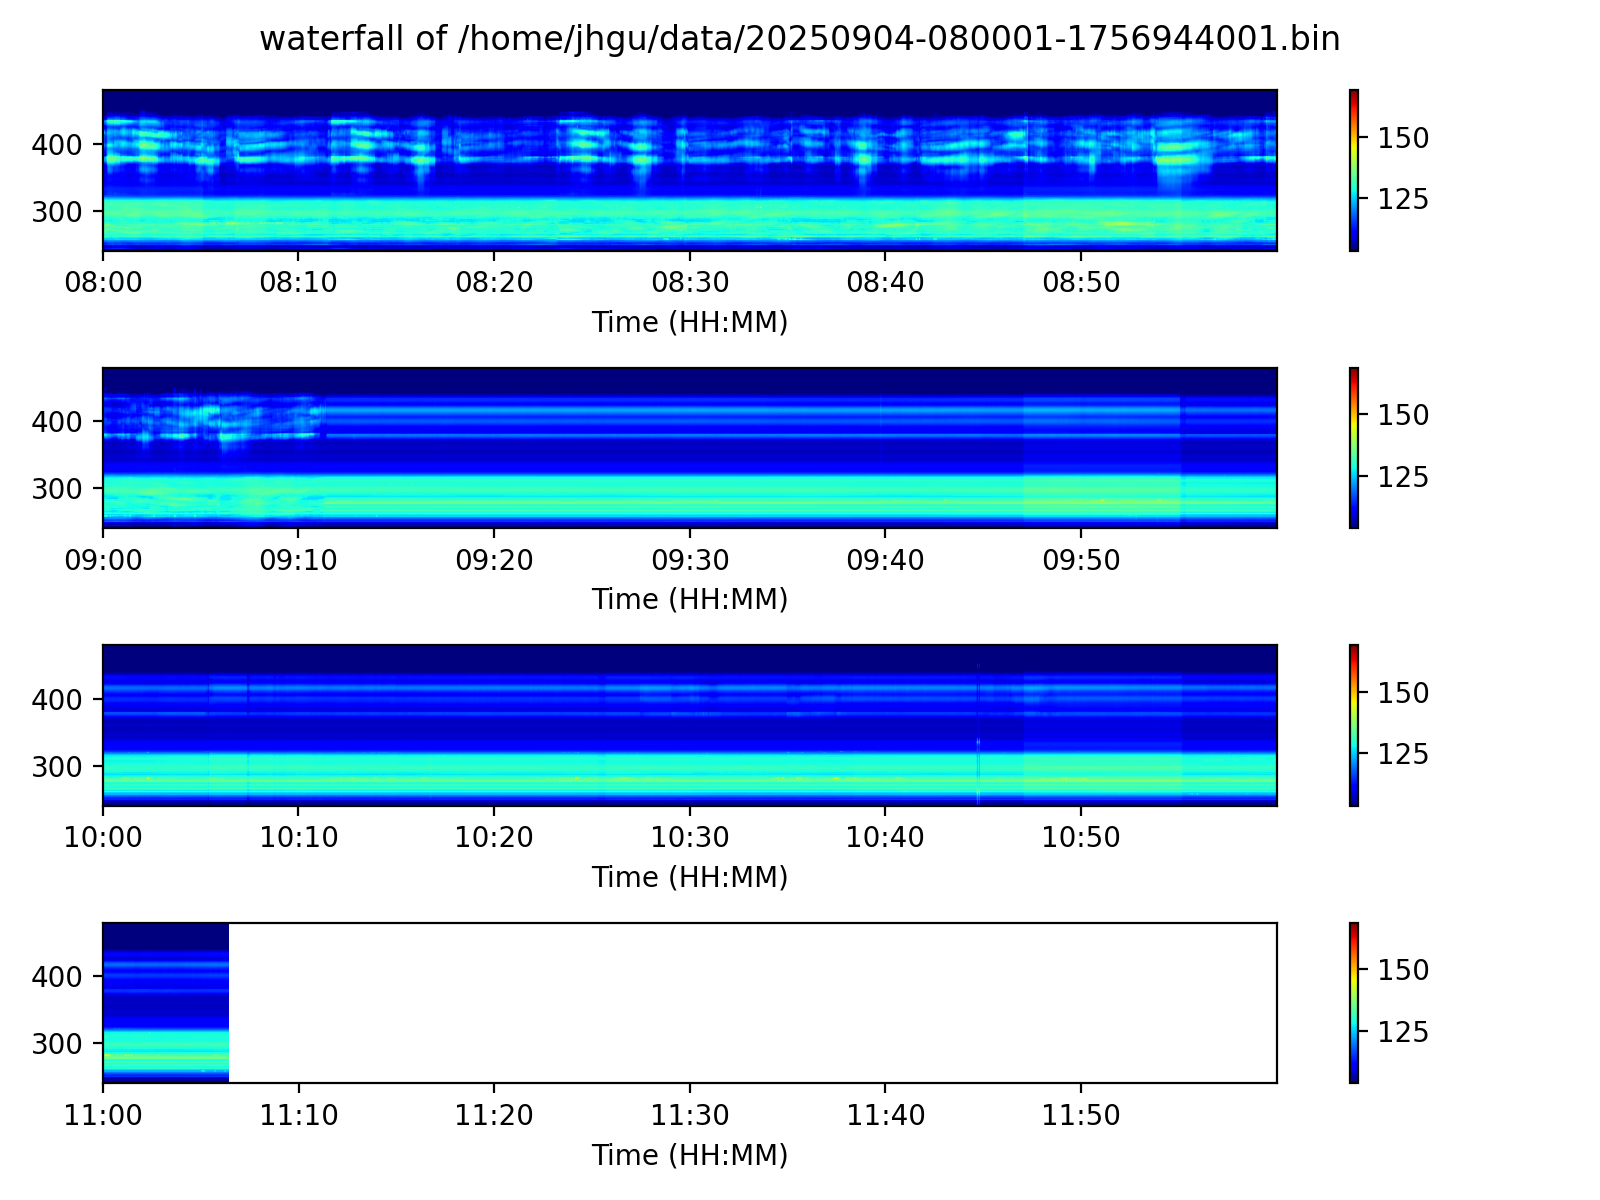 waterfall of /home/jhgu/data/20250904-080001-1756944001.bin
400
300
150
125
08:00 08:10 08:20 08:30 08:40 08:50
Time (HH:MM)
400
300
150
125
09:00 09:10 09:20 09:30 09:40 09:50
Time (HH:MM)
400
300
150
125
10:00 10:10 10:20 10:30 10:40 10:50
Time (HH:MM)
400
300
150
125
11:00 11:10 11:20 11:30 11:40 11:50
Time (HH:MM)